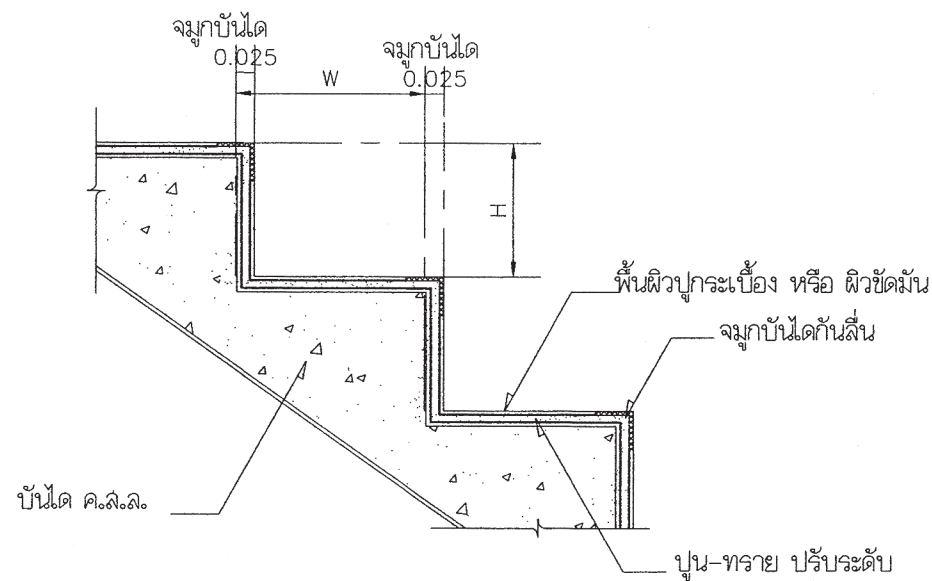 จมูกบันได
0.025
จมูกบันได
0.025
W
H
พื้นผิวปูกระเบื้อง หรือ ผิวขัดมัน
จมูกบันไดกันลื่น
บันได ค.ส.ล.
ปูน-ทราย ปรับระดับ